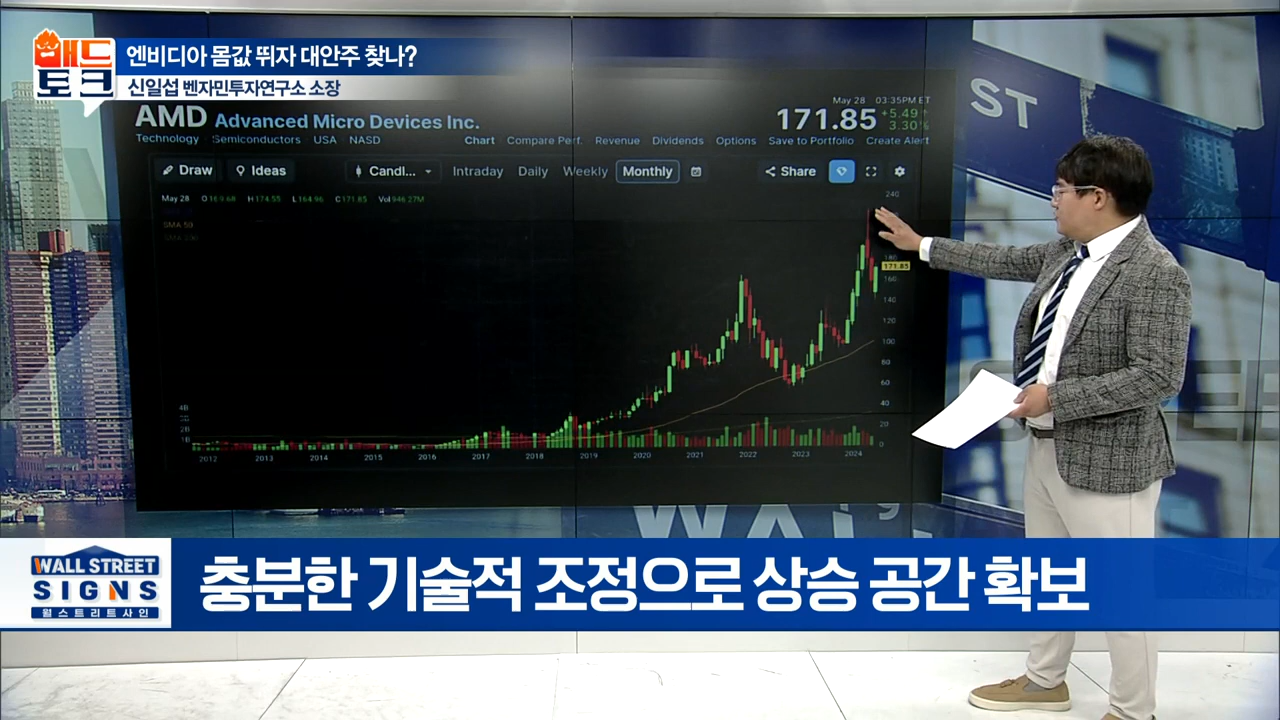 매드
토크
엔비디아 몸값 뛰자 대안주 찾나?
신일섭 벤자민투자연구소 소장
ST
AMD Advanced Micro Devices Inc.
May 28 03:35PM ET
171.85 +5.49
3.30%
Technology Semiconductors USA NASD
Chart Compare Perf. Revenue Dividends Options Save to Portfolio Create Alert
Draw Ideas Candl... Intraday Daily Weekly Monthly Share
May 28 O 169.68 H 174.55 L 164.96 C 171.85 Vol 946.27M
SMA 50
SMA 200
240
180
171.85
160
140
120
100
80
60
40
20
0
4B
2B
1B
2012 2013 2014 2015 2016 2017 2018 2019 2020 2021 2022 2023 2024
WALL STREET
SIGNS
월스트리트사인
충분한 기술적 조정으로 상승 공간 확보